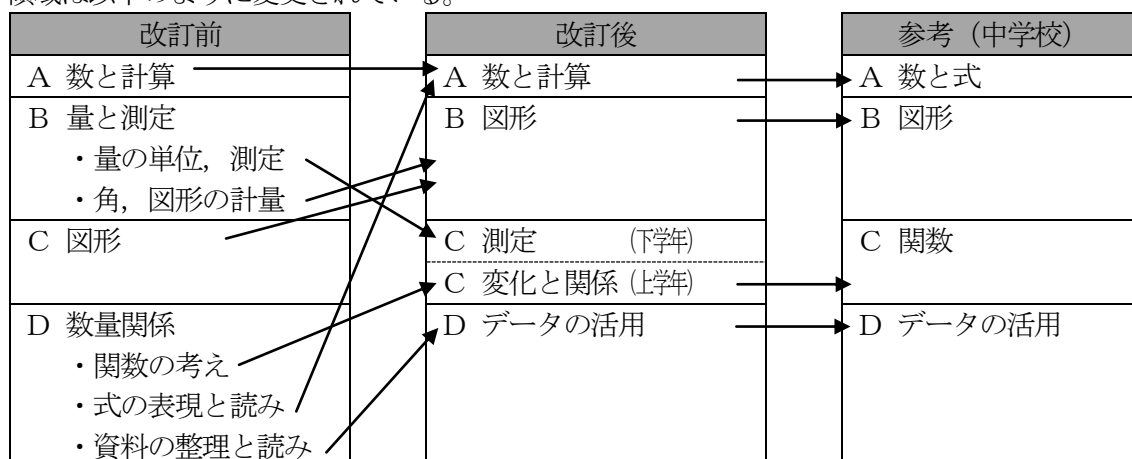 領域は以下のように変更されている。
改訂前
A 数と計算
B 量と測定
・量の単位，測定
・角，図形の計量
C 図形
D 数量関係
・関数の考え
・式の表現と読み
・資料の整理と読み
改訂後
A 数と計算
B 図形
C 測定 (下学年)
C 変化と関係 (上学年)
D データの活用
参考（中学校）
A 数と式
B 図形
C 関数
D データの活用